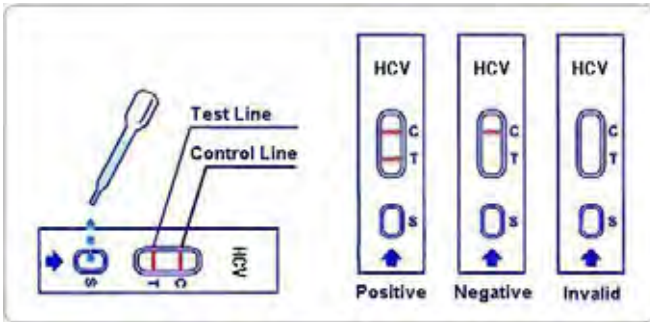 Test Line
Control Line
S
T
C
HCV
HCV
C
T
S
Positive
HCV
C
T
S
Negative
HCV
C
T
S
Invalid